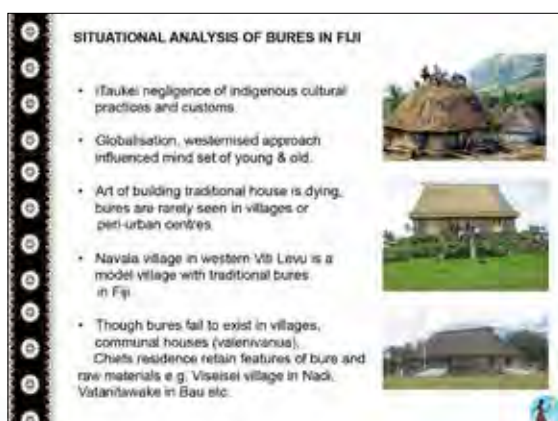 SITUATIONAL ANALYSIS OF BURES IN FIJI
• iTaukei negligence of indigenous cultural
practices and customs
• Globalisation, westernised approach
influenced mind set of young & old.
• Art of building traditional house is dying,
bures are rarely seen in villages or
peri-urban centres
• Navala village in western Viti Levu is a
model village with traditional bures
in Fiji
• Though bures fail to exist in villages,
communal houses (valenivanua),
Chiefs residence retain features of bure and
raw materials e.g. Viseisei village in Nadi,
Vatanitawake in Bau etc.